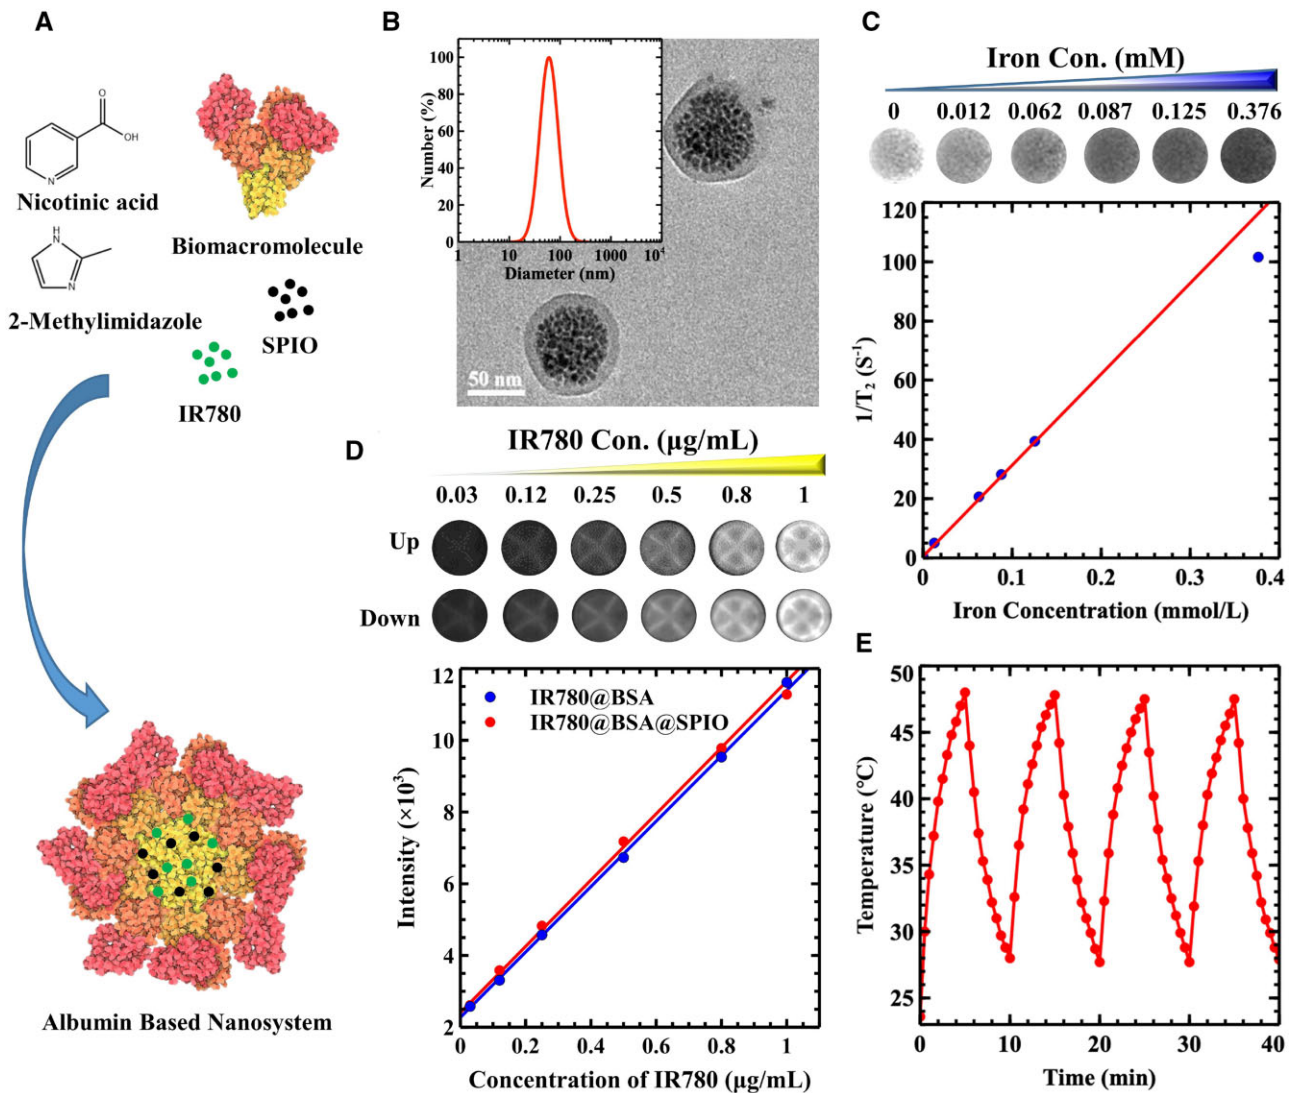 A
O
OH
N
Nicotinic acid
H
N
N
2-Methylimidazole
Biomacromolecule
SPIO
IR780
Albumin Based Nanosystem
B
100
80
60
40
20
0
Number (%)
1 10 100 1000 10⁴
Diameter (nm)
50 nm
C
Iron Con. (mM)
0 0.012 0.062 0.087 0.125 0.376
120
100
80
60
40
20
0
1/T₂ (S⁻¹)
0 0.1 0.2 0.3 0.4
Iron Concentration (mmol/L)
D
IR780 Con. (μg/mL)
0.03 0.12 0.25 0.5 0.8 1
Up
Down
12
10
8
6
4
2
Intensity (×10³)
IR780@BSA
IR780@BSA@SPIO
0 0.2 0.4 0.6 0.8 1
Concentration of IR780 (μg/mL)
E
50
45
40
35
30
25
Temperature (℃)
0 10 20 30 40
Time (min)